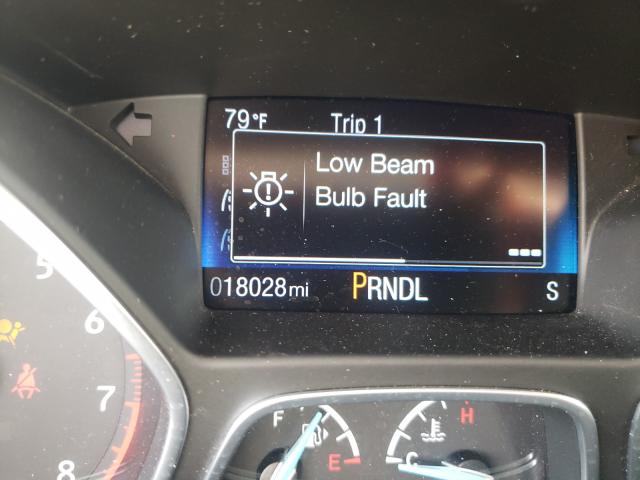 79°F Trip 1
Low Beam
Bulb Fault
018028 mi PRNDL S
5
6
7
8
F E
H
C